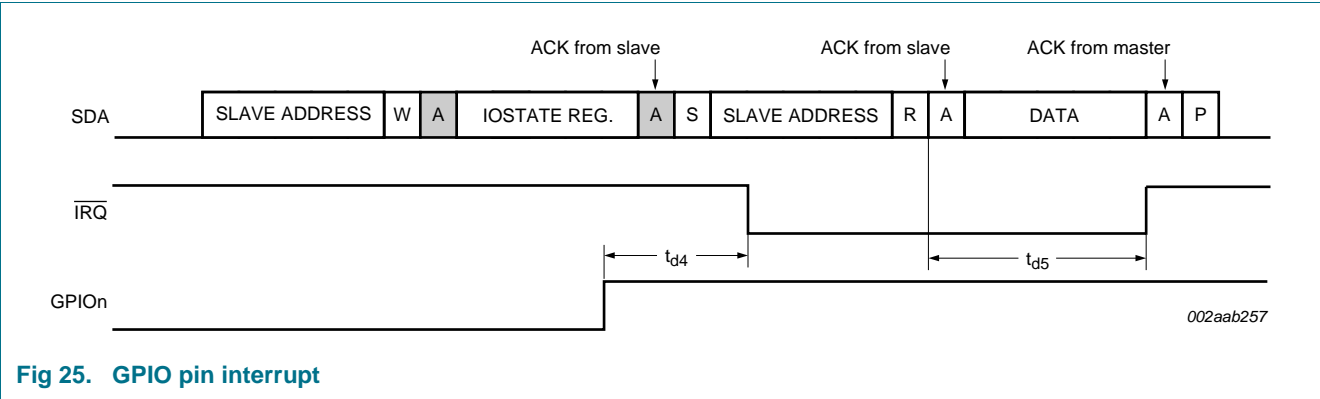 ACK from slave ACK from slave ACK from master
SDA SLAVE ADDRESS W A IOSTATE REG. A S SLAVE ADDRESS R A DATA A P
IRQ
td4 td5
GPIOn
002aab257
Fig 25. GPIO pin interrupt